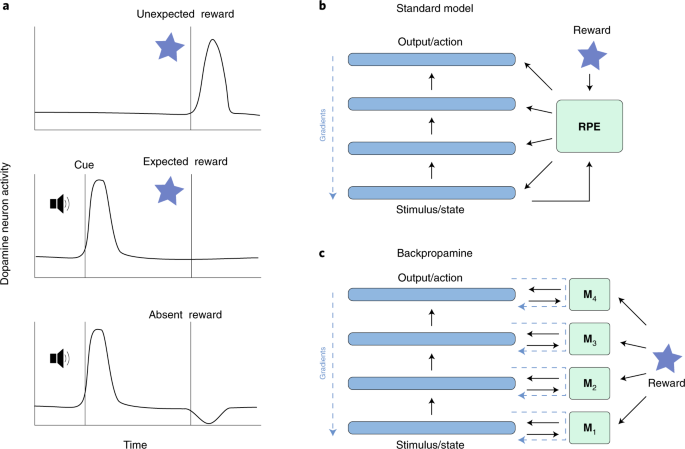 a
Unexpected reward
Cue
Expected reward
Absent reward
Dopamine neuron activity
Time
b
Standard model
Output/action
Reward
Gradients
RPE
Stimulus/state
c
Backpropamine
Output/action
Gradients
M4
M3
M2
M1
Reward
Stimulus/state